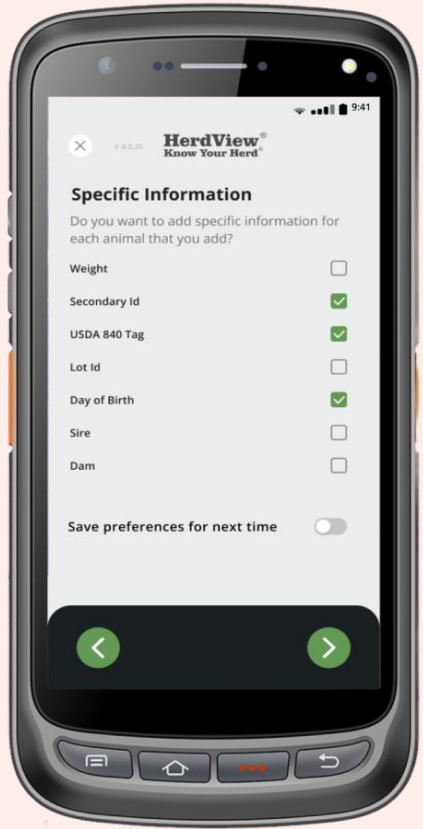 9:41
V 4.0.35
HerdView®
Know Your Herd®
Specific Information
Do you want to add specific information for
each animal that you add?
Weight
Secondary Id
USDA 840 Tag
Lot Id
Day of Birth
Sire
Dam
Save preferences for next time